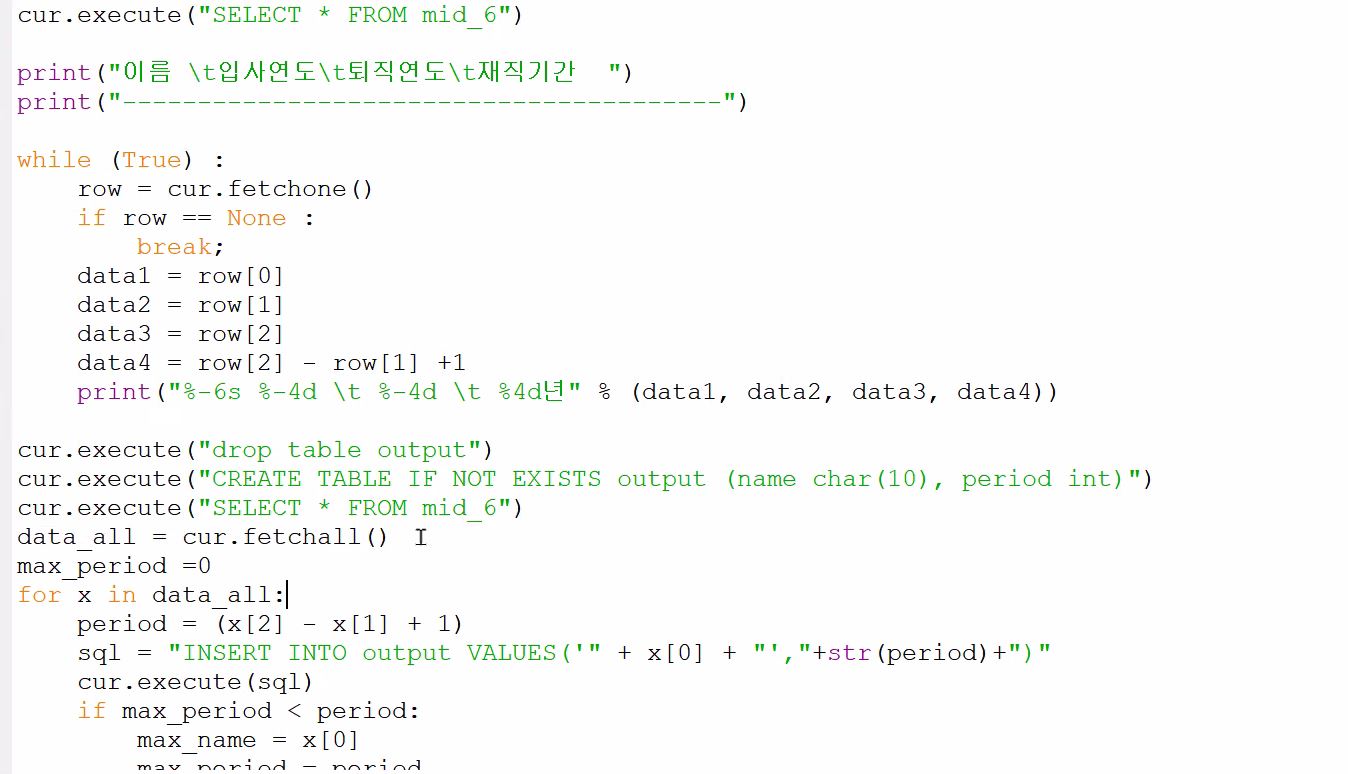 cur.execute("SELECT * FROM mid_6")
print("이름 \t입사연도\t퇴직연도\t재직기간  ")
print("----------------------------------------")
while (True) :
    row = cur.fetchone()
    if row == None :
        break;
    data1 = row[0]
    data2 = row[1]
    data3 = row[2]
    data4 = row[2] - row[1] +1
    print("%-6s %-4d \t %-4d \t %4d년" % (data1, data2, data3, data4))
cur.execute("drop table output")
cur.execute("CREATE TABLE IF NOT EXISTS output (name char(10), period int)")
cur.execute("SELECT * FROM mid_6")
data_all = cur.fetchall()
max_period =0
for x in data_all:
    period = (x[2] - x[1] + 1)
    sql = "INSERT INTO output VALUES('" + x[0] + "',"+str(period)+")"
    cur.execute(sql)
    if max_period < period:
        max_name = x[0]
        max_period = period